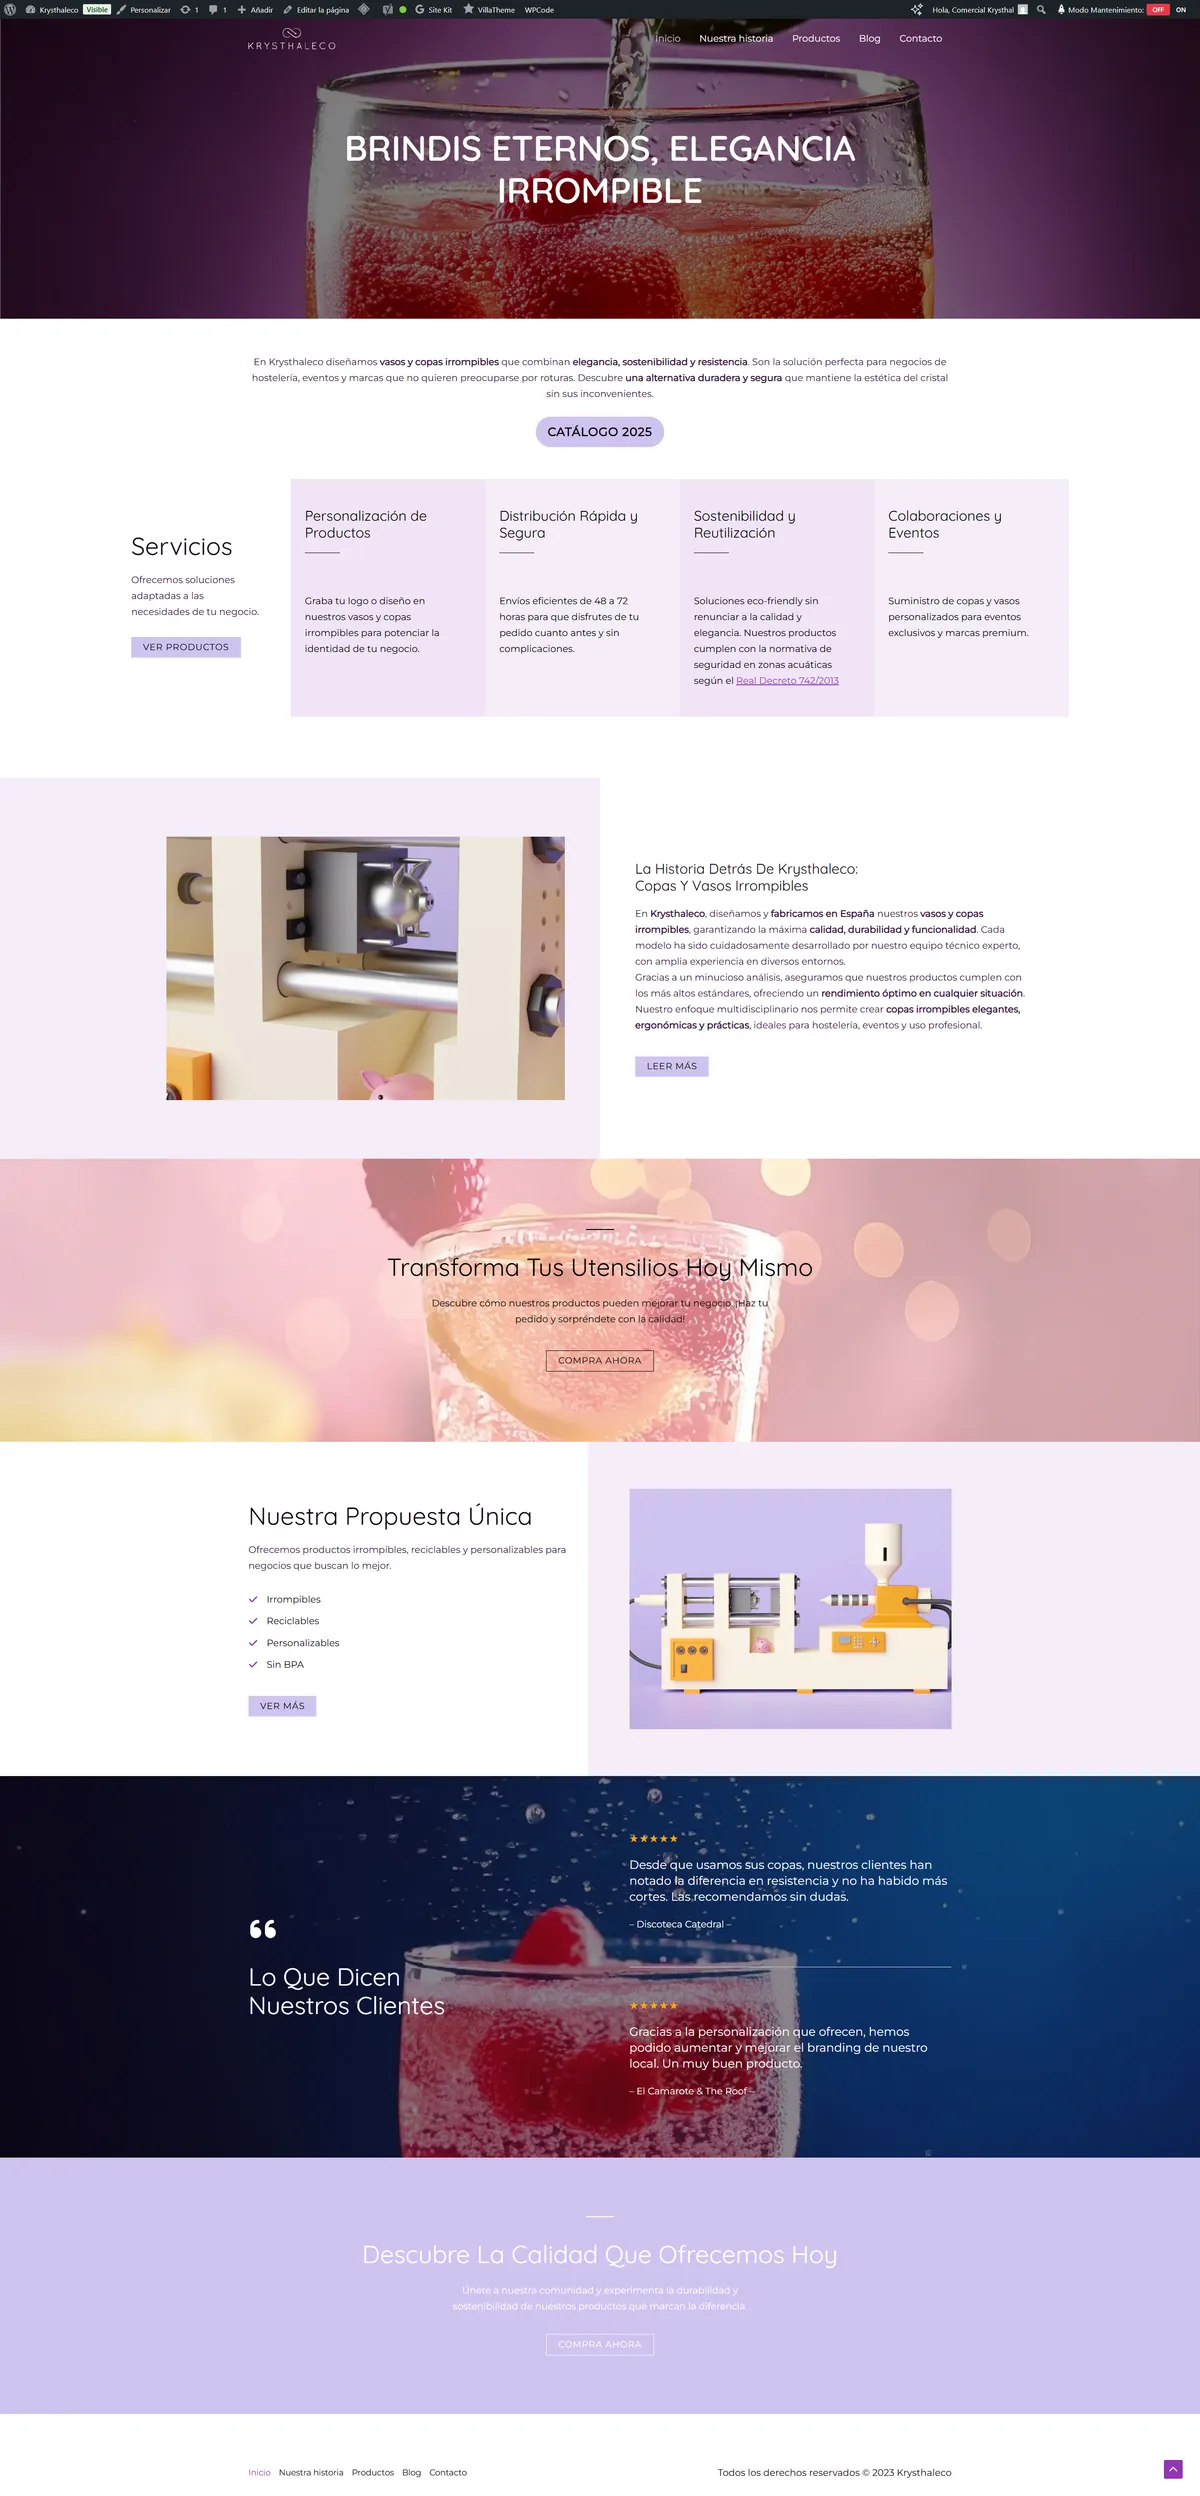 Krysthaleco Visible Personalizar 1 1 Añadir Editar la página Site Kit VillaTheme WPCode Hola, Comercial Krysthal Modo Mantenimiento: OFF ON
KRYSTHALECO
Inicio Nuestra historia Productos Blog Contacto
BRINDIS ETERNOS, ELEGANCIA
IRROMPIBLE
En Krysthaleco diseñamos vasos y copas irrompibles que combinan elegancia, sostenibilidad y resistencia. Son la solución perfecta para negocios de
hostelería, eventos y marcas que no quieren preocuparse por roturas. Descubre una alternativa duradera y segura que mantiene la estética del cristal
sin sus inconvenientes.
CATÁLOGO 2025
Servicios
Ofrecemos soluciones
adaptadas a las
necesidades de tu negocio.
VER PRODUCTOS
Personalización de
Productos
Graba tu logo o diseño en
nuestros vasos y copas
irrompibles para potenciar la
identidad de tu negocio.
Distribución Rápida y
Segura
Envíos eficientes de 48 a 72
horas para que disfrutes de tu
pedido cuanto antes y sin
complicaciones.
Sostenibilidad y
Reutilización
Soluciones eco-friendly sin
renunciar a la calidad y
elegancia. Nuestros productos
cumplen con la normativa de
seguridad en zonas acuáticas
según el Real Decreto 742/2013
Colaboraciones y
Eventos
Suministro de copas y vasos
personalizados para eventos
exclusivos y marcas premium.
La Historia Detrás De Krysthaleco:
Copas Y Vasos Irrompibles
En Krysthaleco, diseñamos y fabricamos en España nuestros vasos y copas
irrompibles, garantizando la máxima calidad, durabilidad y funcionalidad. Cada
modelo ha sido cuidadosamente desarrollado por nuestro equipo técnico experto,
con amplia experiencia en diversos entornos.
Gracias a un minucioso análisis, aseguramos que nuestros productos cumplen con
los más altos estándares, ofreciendo un rendimiento óptimo en cualquier situación.
Nuestro enfoque multidisciplinario nos permite crear copas irrompibles elegantes,
ergonómicas y prácticas, ideales para hostelería, eventos y uso profesional.
LEER MÁS
Transforma Tus Utensilios Hoy Mismo
Descubre cómo nuestros productos pueden mejorar tu negocio. ¡Haz tu
pedido y sorpréndete con la calidad!
COMPRA AHORA
Nuestra Propuesta Única
Ofrecemos productos irrompibles, reciclables y personalizables para
negocios que buscan lo mejor.
Irrompibles
Reciclables
Personalizables
Sin BPA
VER MÁS
Lo Que Dicen
Nuestros Clientes
Desde que usamos sus copas, nuestros clientes han
notado la diferencia en resistencia y no ha habido más
cortes. Las recomendamos sin dudas.
– Discoteca Catedral –
Gracias a la personalización que ofrecen, hemos
podido aumentar y mejorar el branding de nuestro
local. Un muy buen producto.
– El Camarote & The Roof –
Descubre La Calidad Que Ofrecemos Hoy
Únete a nuestra comunidad y experimenta la durabilidad y
sostenibilidad de nuestros productos que marcan la diferencia.
COMPRA AHORA
Inicio Nuestra historia Productos Blog Contacto
Todos los derechos reservados © 2023 Krysthaleco